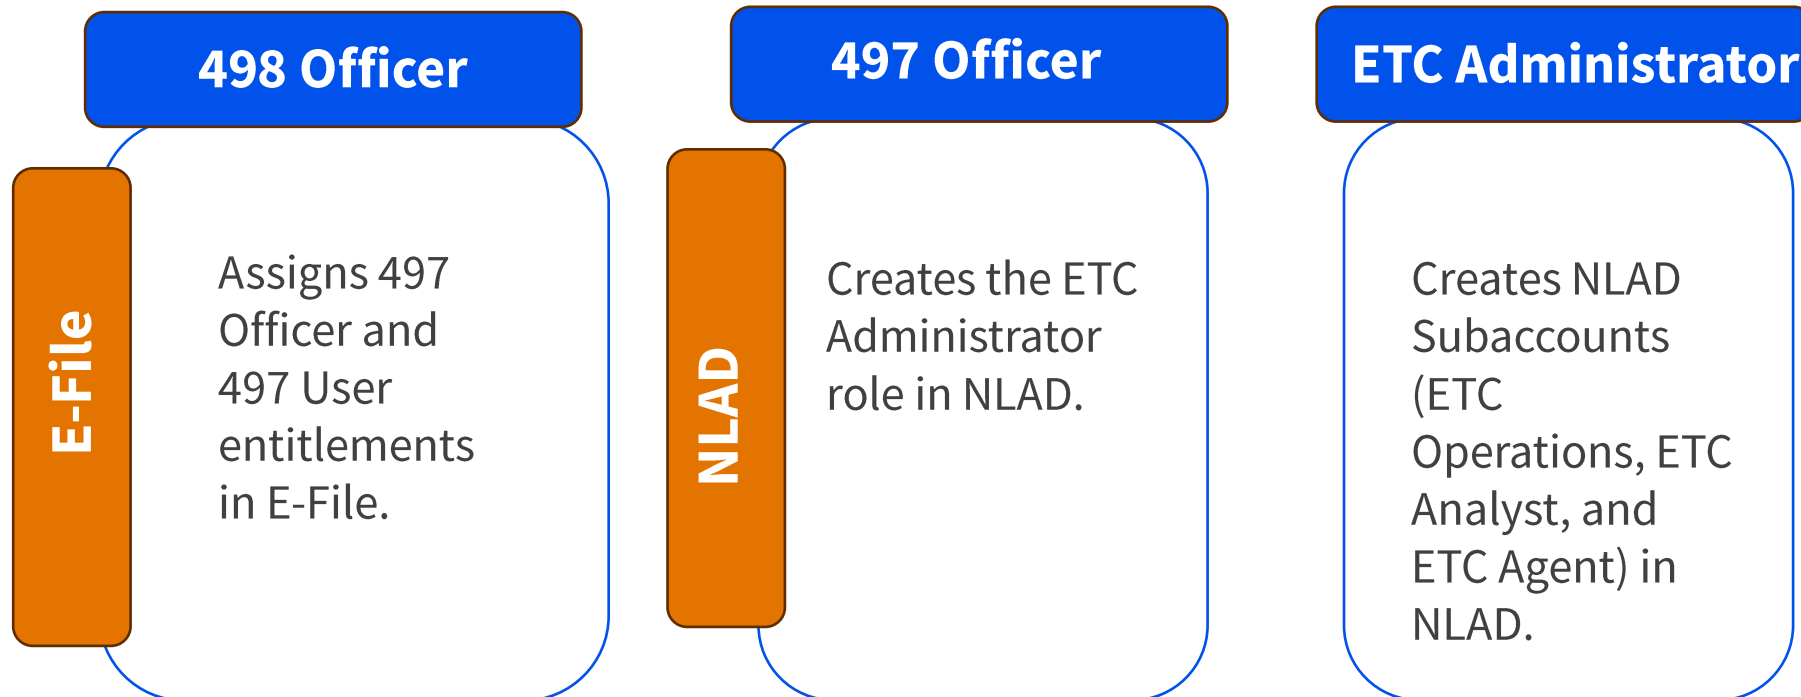 498 Officer
E-File
Assigns 497
Officer and
497 User
entitlements
in E-File.
497 Officer
NLAD
Creates the ETC
Administrator
role in NLAD.
ETC Administrator
Creates NLAD
Subaccounts
(ETC
Operations, ETC
Analyst, and
ETC Agent) in
NLAD.